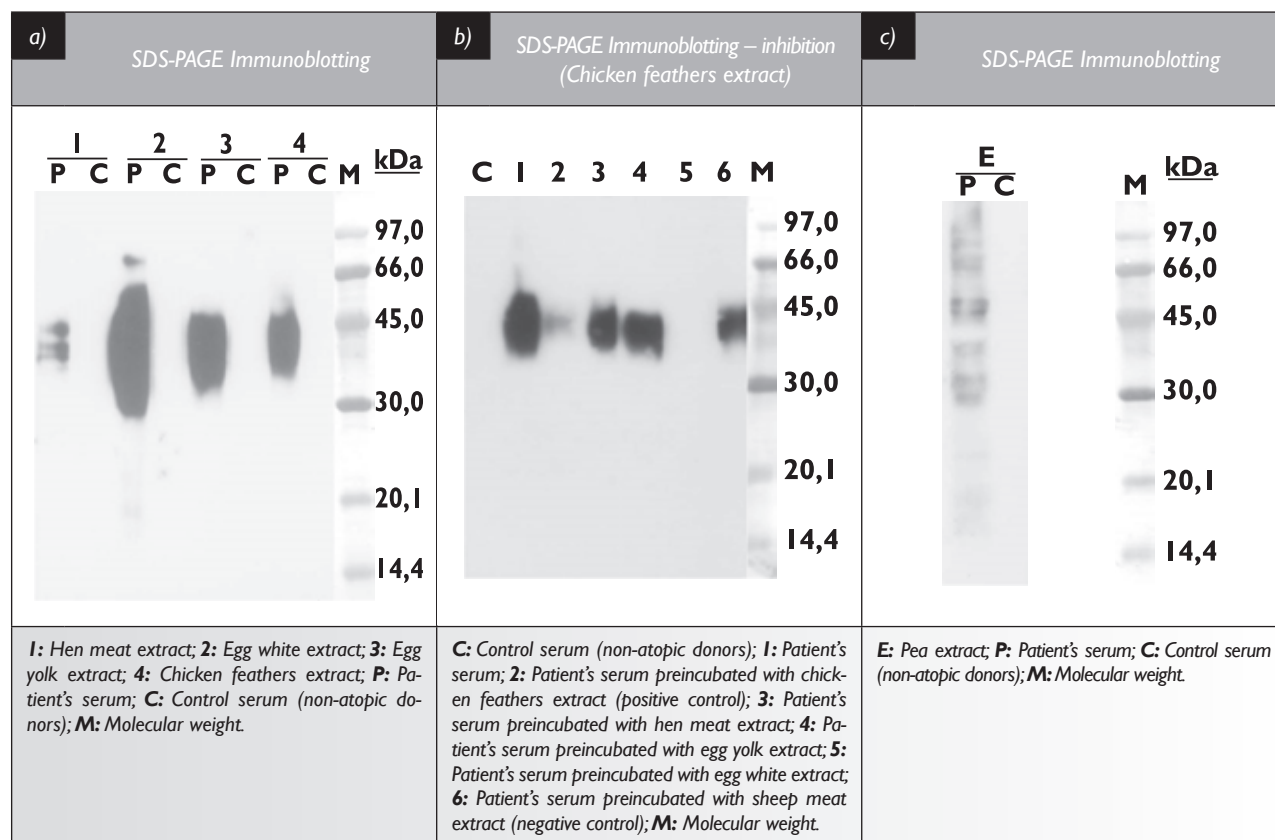 a)
SDS-PAGE Immunoblotting
1 2 3 4
P C P C P C P C M kDa
97,0
66,0
45,0
30,0
20,1
14,4
1: Hen meat extract; 2: Egg white extract; 3: Egg
yolk extract; 4: Chicken feathers extract; P: Pa-
tient's serum; C: Control serum (non-atopic do-
nors); M: Molecular weight.
b)
SDS-PAGE Immunoblotting – inhibition
(Chicken feathers extract)
C 1 2 3 4 5 6 M
97,0
66,0
45,0
30,0
20,1
14,4
C: Control serum (non-atopic donors); 1: Patient's
serum; 2: Patient's serum preincubated with chick-
en feathers extract (positive control); 3: Patient's
serum preincubated with hen meat extract; 4: Pa-
tient's serum preincubated with egg yolk extract; 5:
Patient's serum preincubated with egg white extract;
6: Patient's serum preincubated with sheep meat
extract (negative control); M: Molecular weight.
c)
SDS-PAGE Immunoblotting
E
P C M kDa
97,0
66,0
45,0
30,0
20,1
14,4
E: Pea extract; P: Patient's serum; C: Control serum
(non-atopic donors); M: Molecular weight.